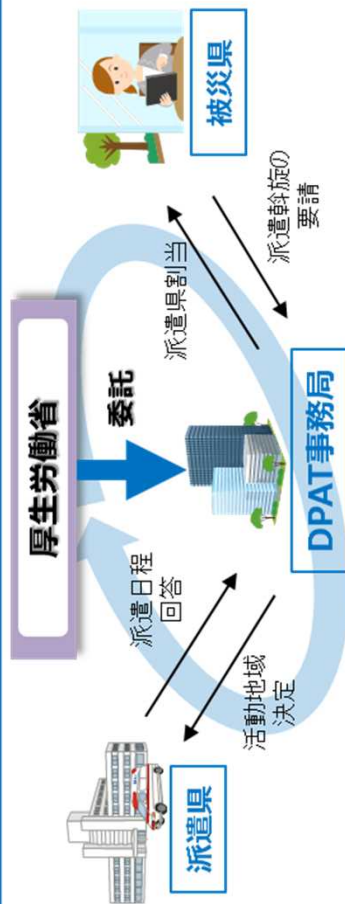 厚生労働省
委託
派遣日程
回答
派遣県割当
派遣県
活動地域
決定
DPAT事務局
派遣斡旋の
要請
被災県